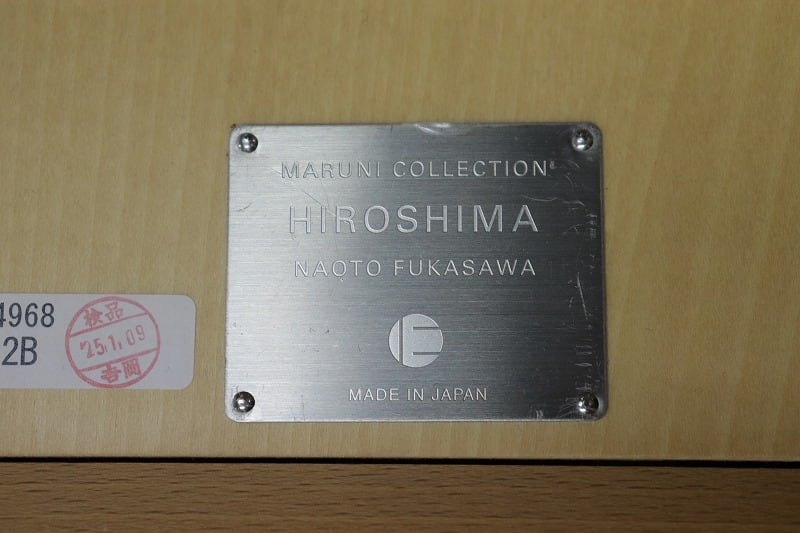 MARUNI COLLECTION
HIROSHIMA
NAOTO FUKASAWA
MADE IN JAPAN
4968
2B
検品
'25.1.09
吉岡